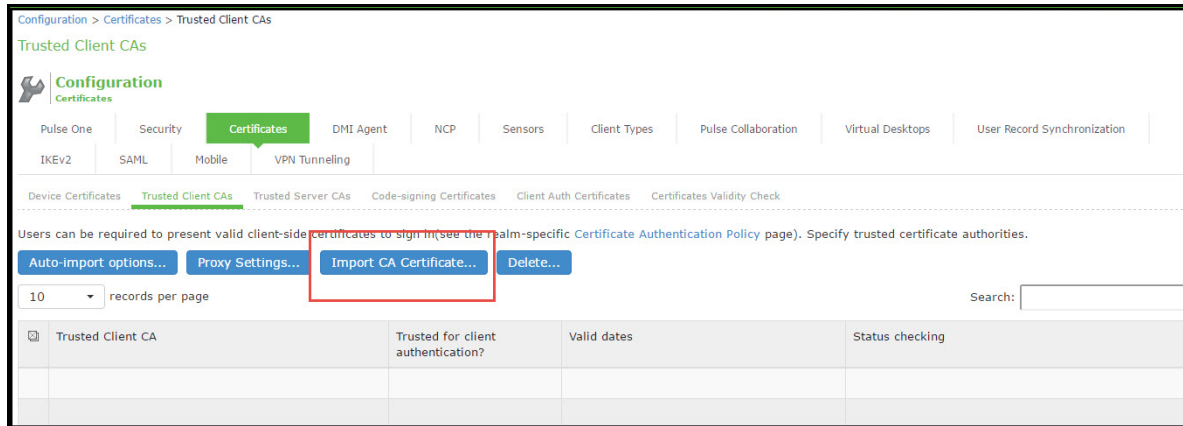 Configuration > Certificates > Trusted Client CAs
Trusted Client CAs
Configuration
Certificates
Pulse One Security Certificates DMI Agent NCP Sensors Client Types Pulse Collaboration Virtual Desktops User Record Synchronization
IKEv2 SAML Mobile VPN Tunneling
Device Certificates Trusted Client CAs Trusted Server CAs Code-signing Certificates Client Auth Certificates Certificates Validity Check
Users can be required to present valid client-side certificates to sign in(see the realm-specific Certificate Authentication Policy page). Specify trusted certificate authorities.
Auto-import options... Proxy Settings... Import CA Certificate... Delete...
10 records per page Search:
Trusted Client CA Trusted for client Valid dates Status checking
authentication?